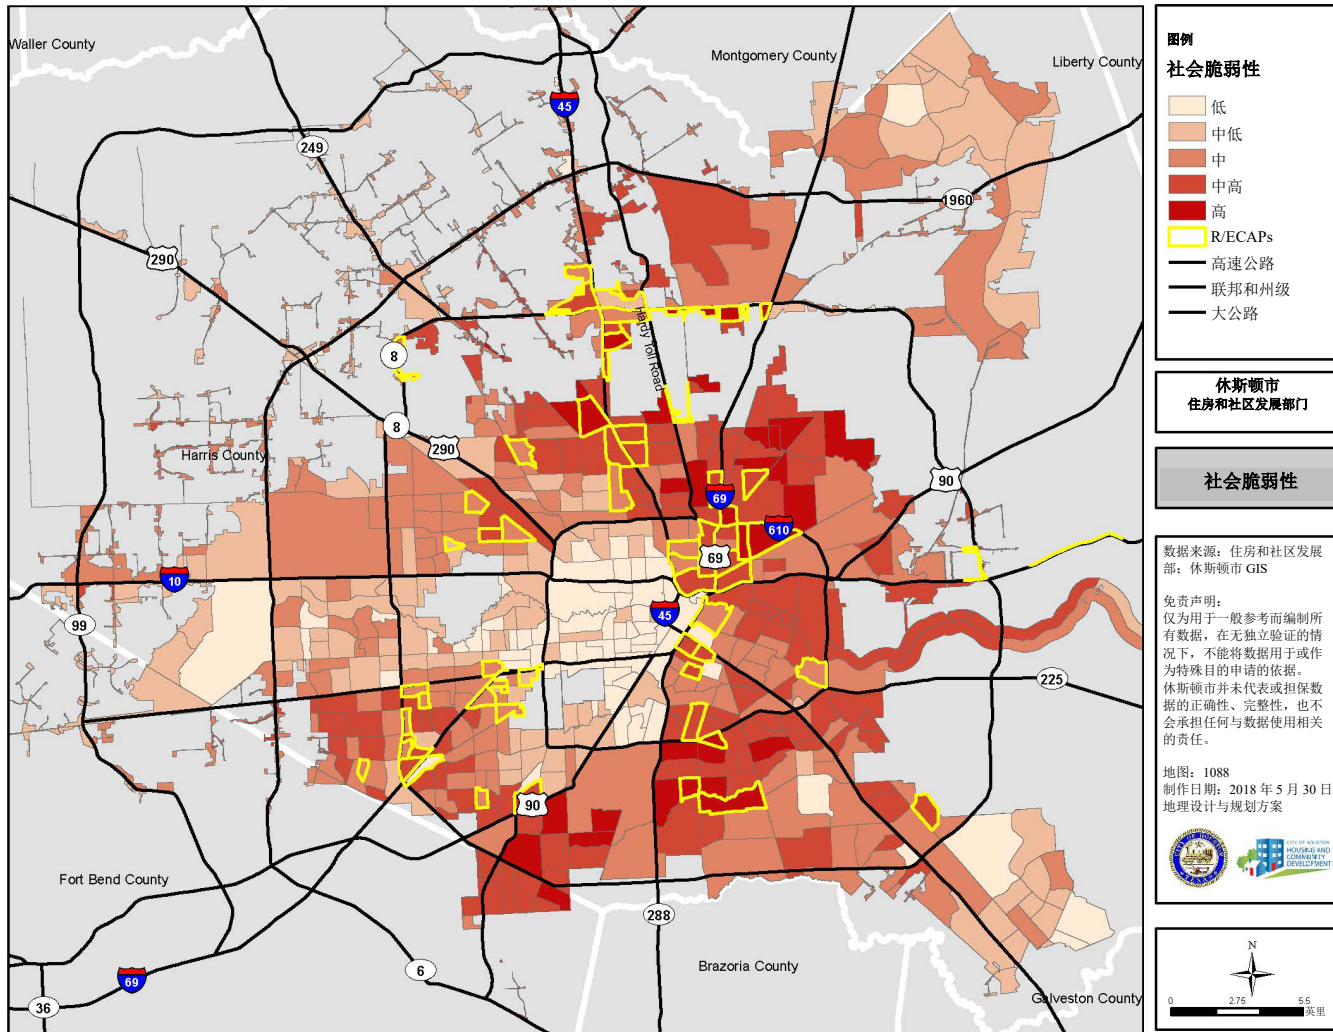 Waller County
Montgomery County
Liberty County
45
249
1960
290
Hardy Toll Road
8
8
290
Harris County
90
69
610
69
10
45
99
225
90
Fort Bend County
288
6
Brazoria County
69
36
Galveston County
图例
社会脆弱性
低
中低
中
中高
高
R/ECAPs
高速公路
联邦和州级
大公路
休斯顿市
住房和社区发展部门
社会脆弱性
数据来源：住房和社区发展
部；休斯顿市 GIS
免责声明：
仅为用于一般参考而编制所
有数据，在无独立验证的情
况下，不能将数据用于或作
为特殊目的申请的依据。
休斯顿市并未代表或担保数
据的正确性、完整性，也不
会承担任何与数据使用相关
的责任。
地图：1088
制作日期：2018 年 5 月 30 日
地理设计与规划方案
CITY OF HOUSTON
TEXAS
CITY OF HOUSTON
HOUSING AND
COMMUNITY
DEVELOPMENT
N
0 2.75 5.5
英里